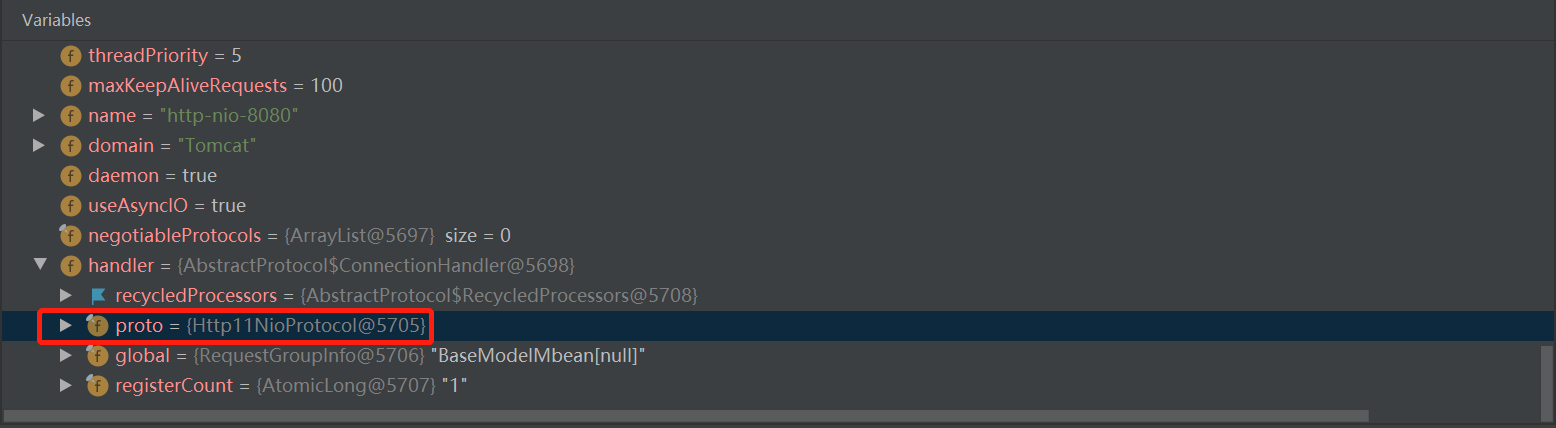 Variables
threadPriority = 5
maxKeepAliveRequests = 100
name = "http-nio-8080"
domain = "Tomcat"
daemon = true
useAsyncIO = true
negotiableProtocols = {ArrayList@5697} size = 0
handler = {AbstractProtocol$ConnectionHandler@5698}
recycledProcessors = {AbstractProtocol$RecycledProcessors@5708}
proto = {Http11NioProtocol@5705}
global = {RequestGroupInfo@5706} "BaseModelMbean[null]"
registerCount = {AtomicLong@5707} "1"